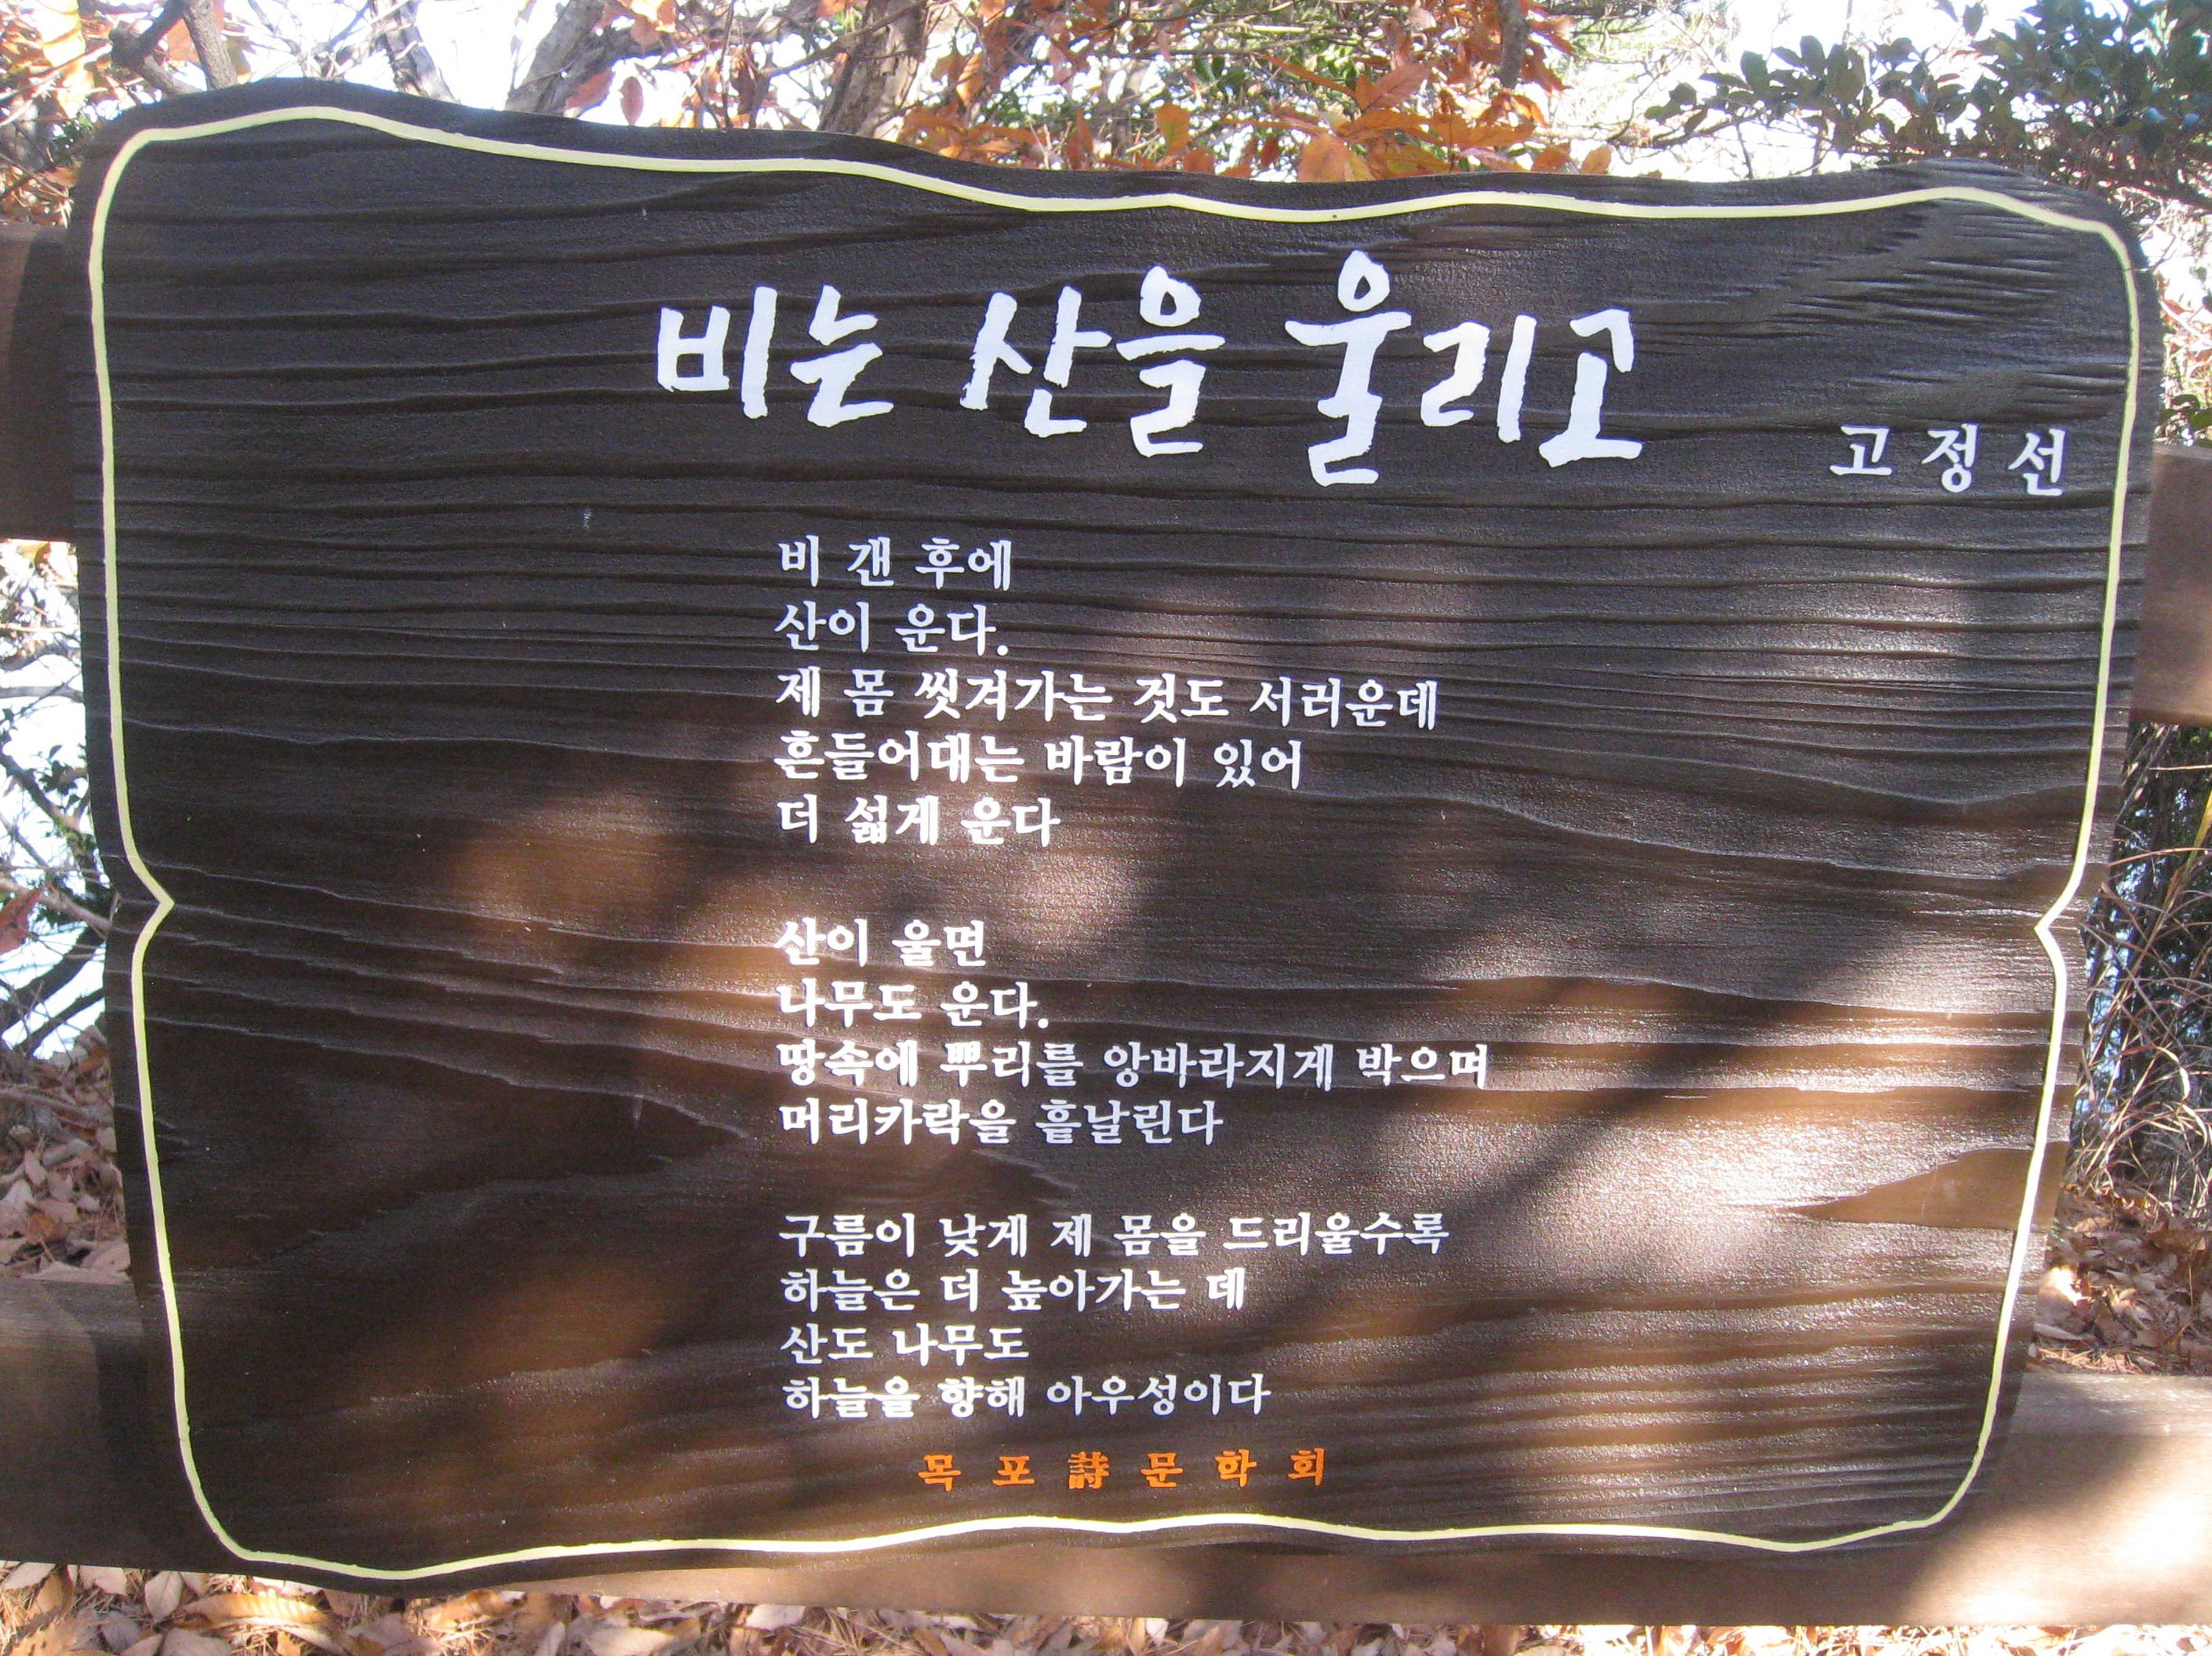 비는 산을 울리고
고정선
비 갠 후에
산이 운다.
제 몸 씻겨가는 것도 서러운데
흔들어대는 바람이 있어
더 섧게 운다
산이 울면
나무도 운다.
땅속에 뿌리를 앙바라지게 박으며
머리카락을 흩날린다
구름이 낮게 제 몸을 드리울수록
하늘은 더 높아가는 데
산도 나무도
하늘을 향해 아우성이다
목포詩문학회